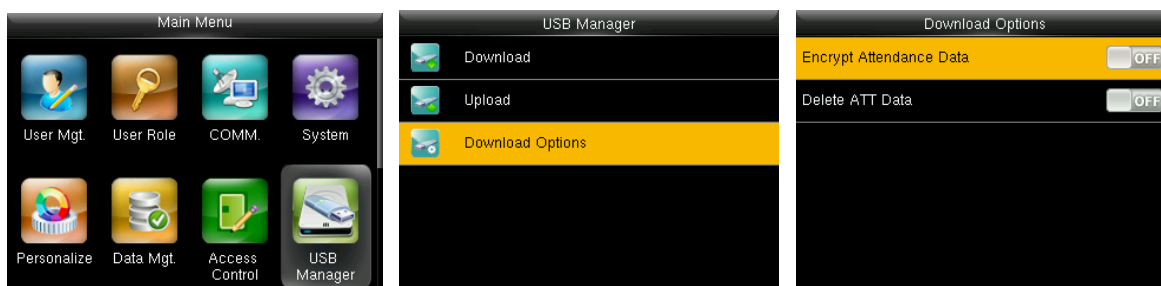 Main Menu
User Mgt.
User Role
COMM.
System
Personalize
Data Mgt.
Access
Control
USB
Manager
USB Manager
Download
Upload
Download Options
Download Options
Encrypt Attendance Data
OFF
Delete ATT Data
OFF